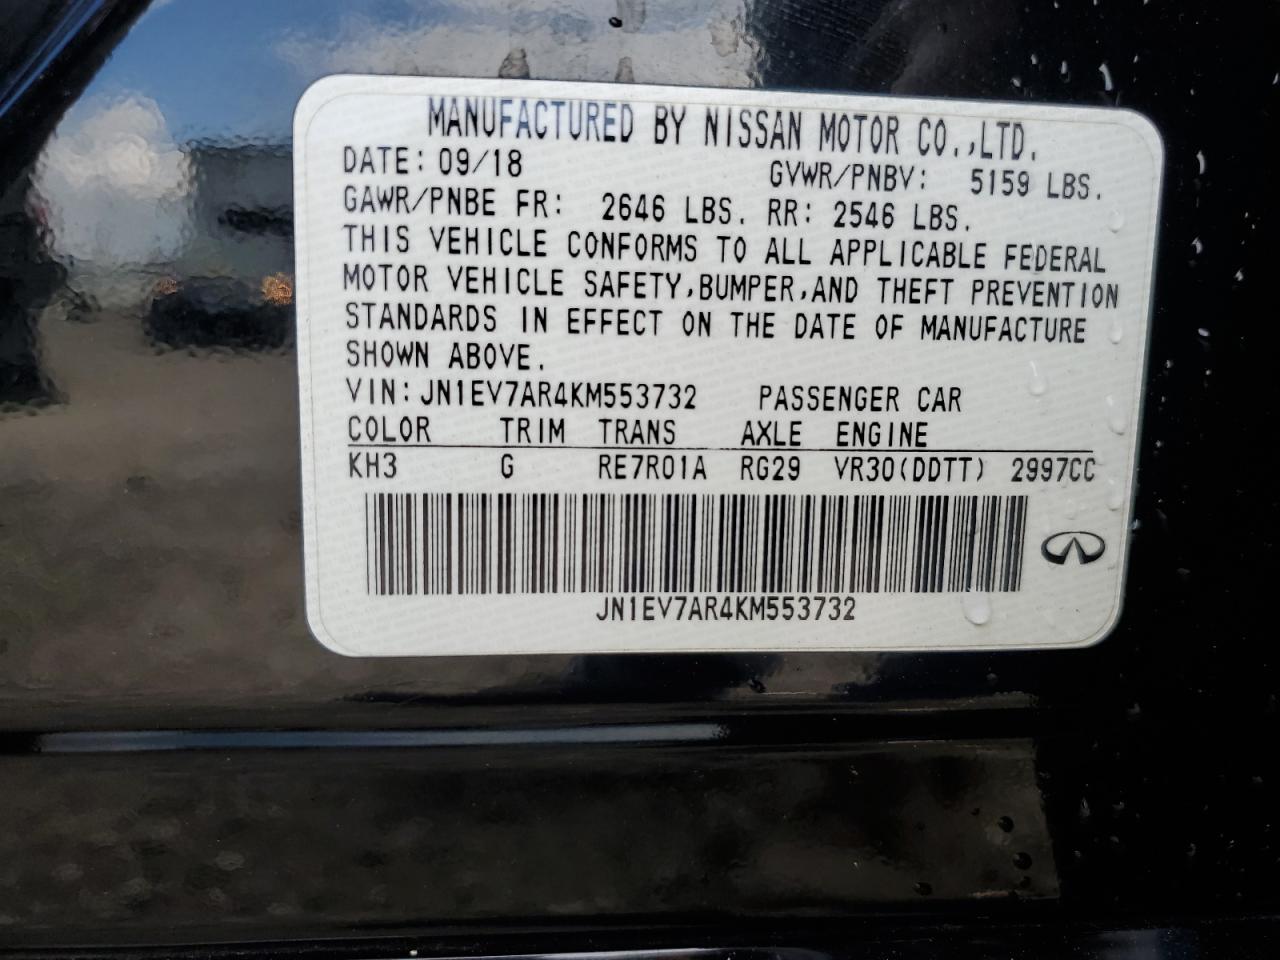 MANUFACTURED BY NISSAN MOTOR CO.,LTD.
DATE: 09/18 GVWR/PNBV: 5159 LBS.
GAWR/PNBE FR: 2646 LBS. RR: 2546 LBS.
THIS VEHICLE CONFORMS TO ALL APPLICABLE FEDERAL
MOTOR VEHICLE SAFETY,BUMPER,AND THEFT PREVENTION
STANDARDS IN EFFECT ON THE DATE OF MANUFACTURE
SHOWN ABOVE.
VIN: JN1EV7AR4KM553732 PASSENGER CAR
COLOR TRIM TRANS AXLE ENGINE
KH3 G RE7R01A RG29 VR30(DDTT) 2997CC
JN1EV7AR4KM553732